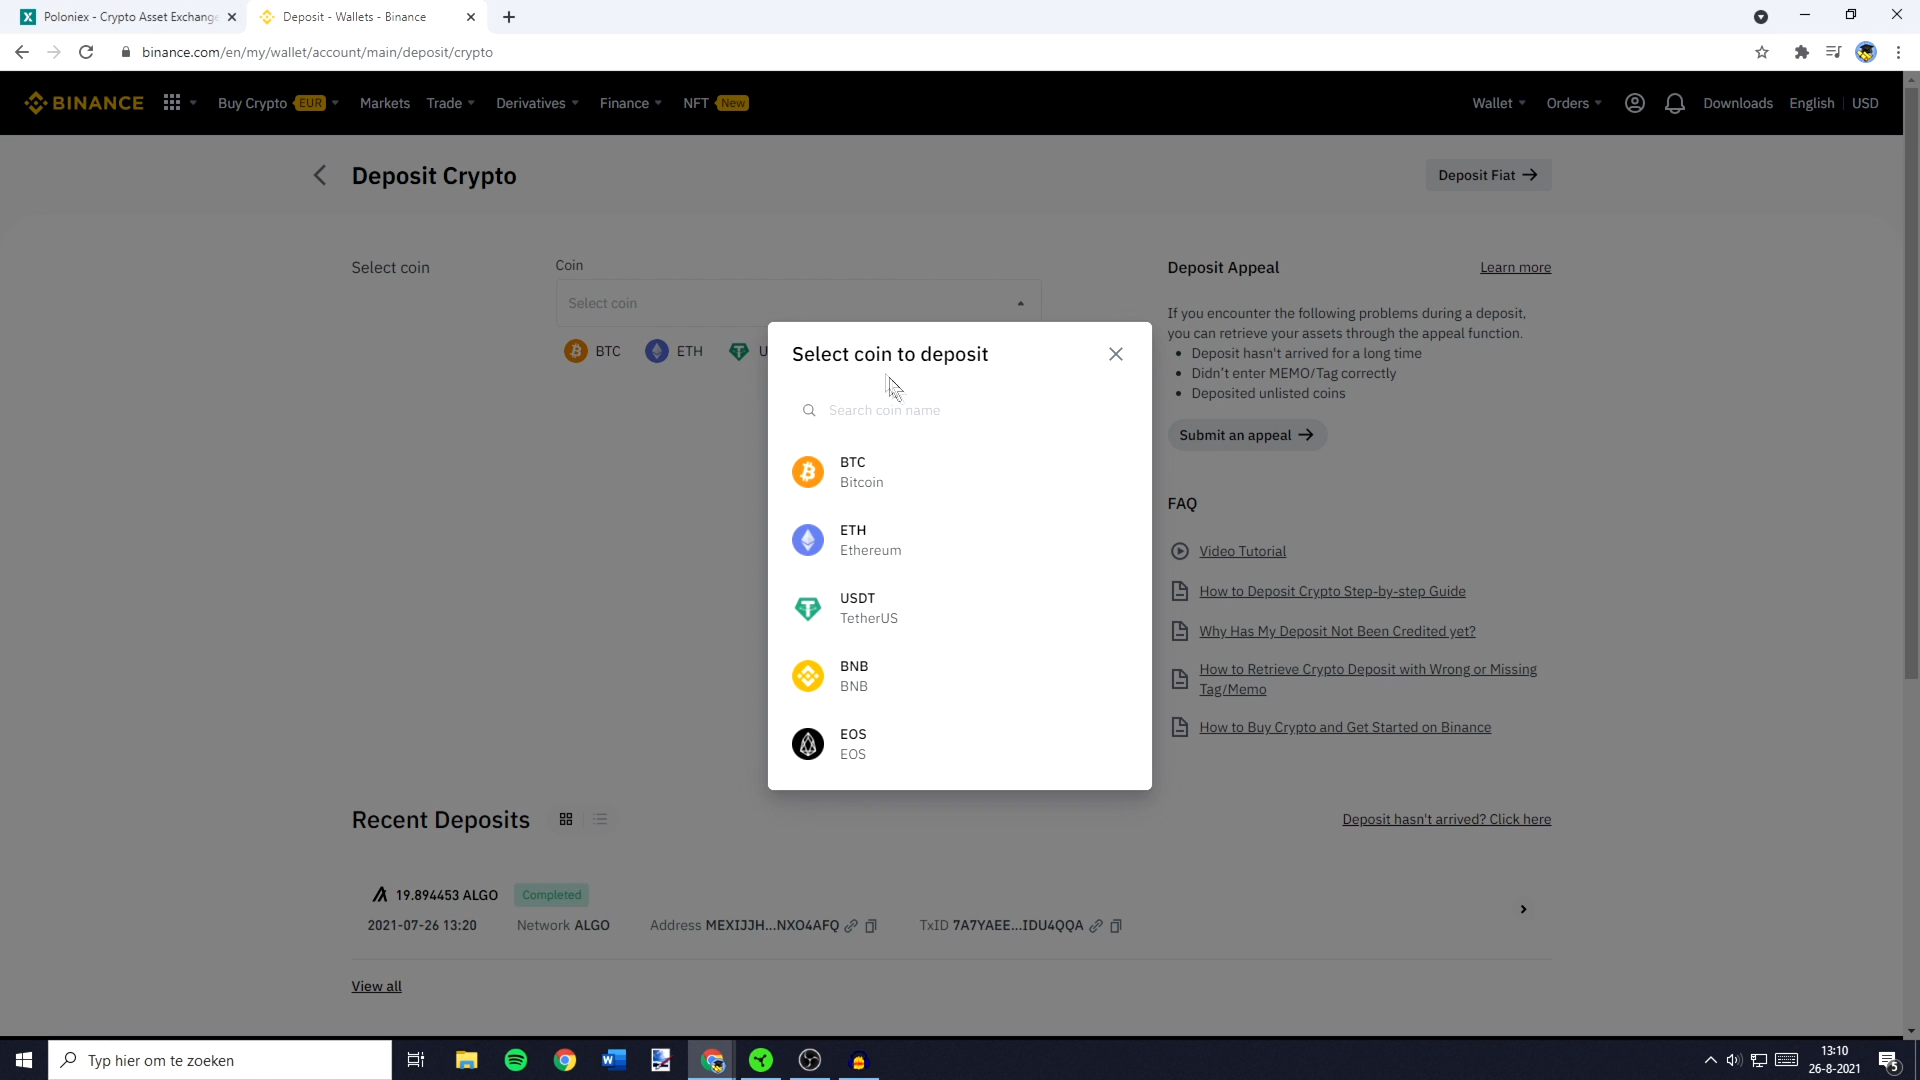 Poloniex - Crypto Asset Exchange
Deposit - Wallets - Binance
binance.com/en/my/wallet/account/main/deposit/crypto
BINANCE
Buy Crypto EUR
Markets
Trade
Derivatives
Finance
NFT New
Wallet
Orders
Downloads
English
USD
Deposit Crypto
Deposit Fiat
Select coin
Coin
Select coin
BTC
ETH
U
Select coin to deposit
Search coin name
BTC
Bitcoin
ETH
Ethereum
USDT
TetherUS
BNB
BNB
EOS
EOS
Deposit Appeal
Learn more
If you encounter the following problems during a deposit,
you can retrieve your assets through the appeal function.
• Deposit hasn't arrived for a long time
• Didn't enter MEMO/Tag correctly
• Deposited unlisted coins
Submit an appeal
FAQ
Video Tutorial
How to Deposit Crypto Step-by-step Guide
Why Has My Deposit Not Been Credited yet?
How to Retrieve Crypto Deposit with Wrong or Missing
Tag/Memo
How to Buy Crypto and Get Started on Binance
Recent Deposits
Deposit hasn't arrived? Click here
19.894453 ALGO Completed
2021-07-26 13:20 Network ALGO Address MEXIJJH...NXO4AFQ TxID 7A7YAEE...IDU4QQA
View all
Typ hier om te zoeken
13:10
26-8-2021
5